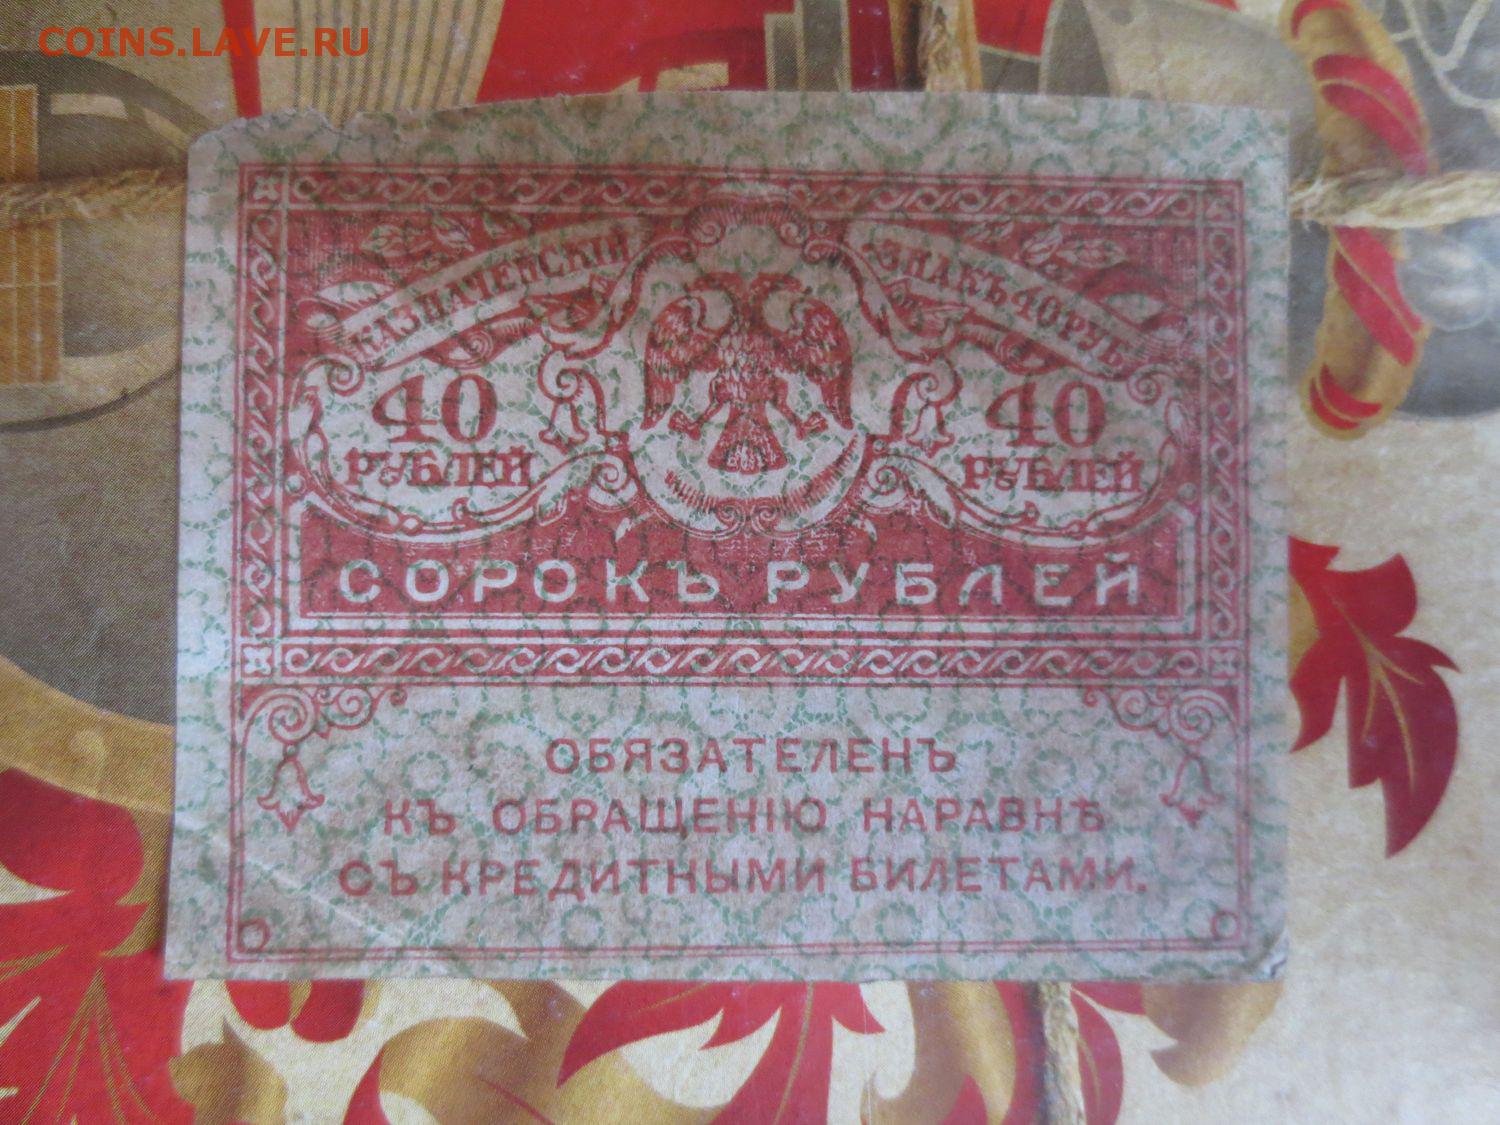 COINS.LAVE.RU
КАЗНАЧЕЙСКІЙ ЗНАКЪ 40 РУБ
40 40
РУБЛЕЙ РУБЛЕЙ
СОРОКЪ РУБЛЕЙ
ОБЯЗАТЕЛЕНЪ
КЪ ОБРАЩЕНІЮ НАРАВНѢ
СЪ КРЕДИТНЫМИ БИЛЕТАМИ.